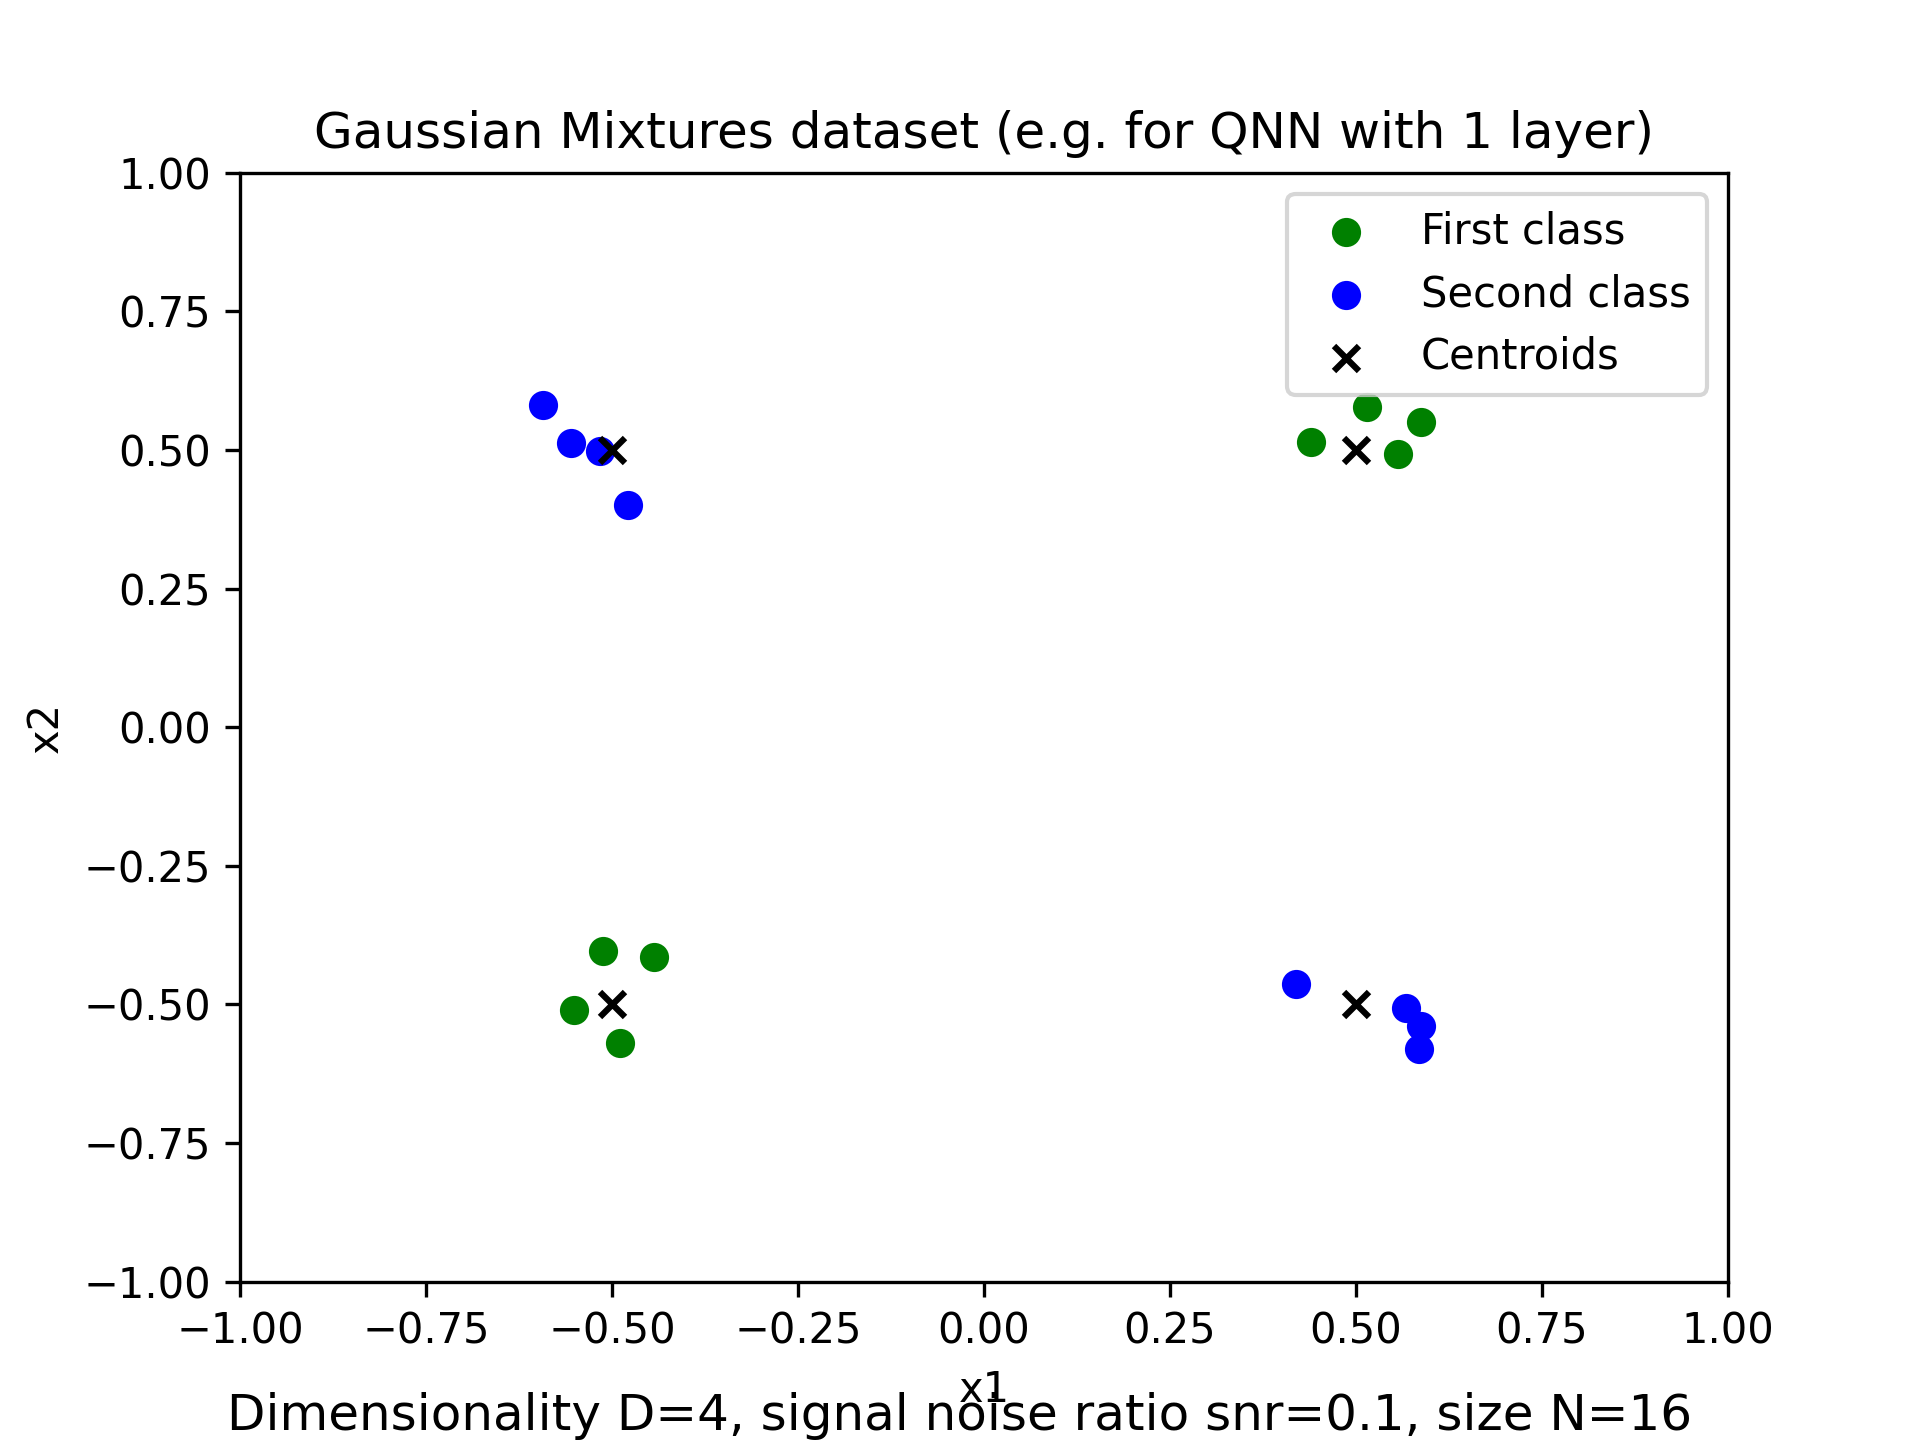 Gaussian Mixtures dataset (e.g. for QNN with 1 layer)
1.00
0.75
0.50
0.25
0.00
−0.25
−0.50
−0.75
−1.00
x2
First class
Second class
Centroids
−1.00 −0.75 −0.50 −0.25 0.00 0.25 0.50 0.75 1.00
x1
Dimensionality D=4, signal noise ratio snr=0.1, size N=16